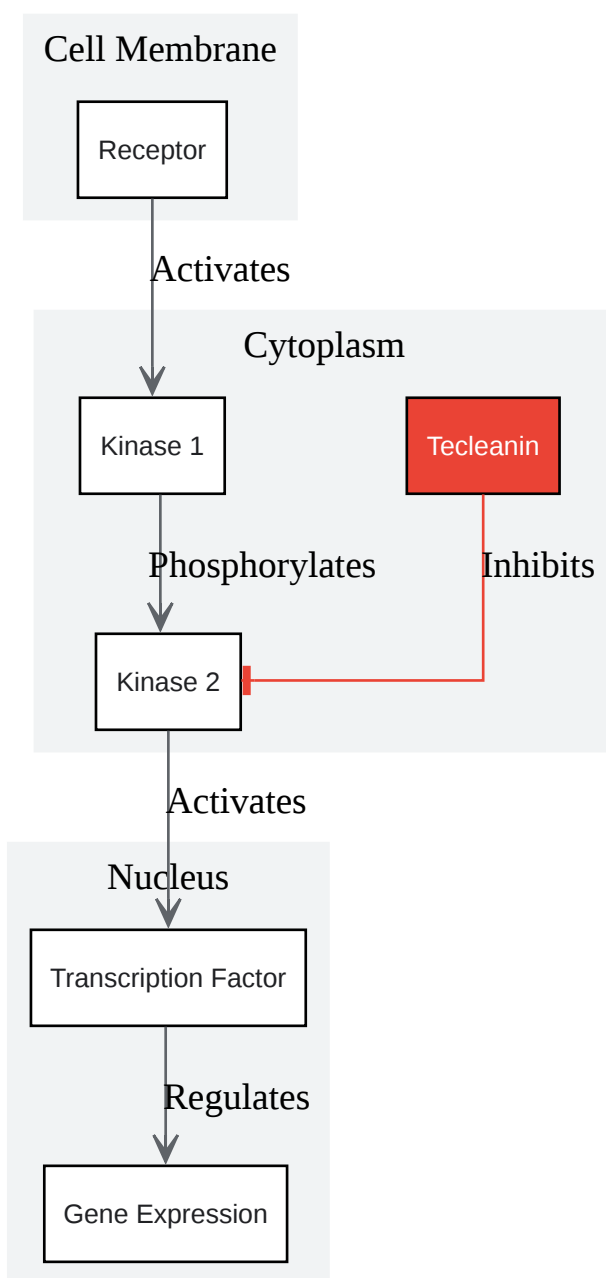 Cell Membrane
Receptor
Activates
Cytoplasm
Kinase 1
Tecleanin
Phosphorylates
Inhibits
Kinase 2
Activates
Nucleus
Transcription Factor
Regulates
Gene Expression